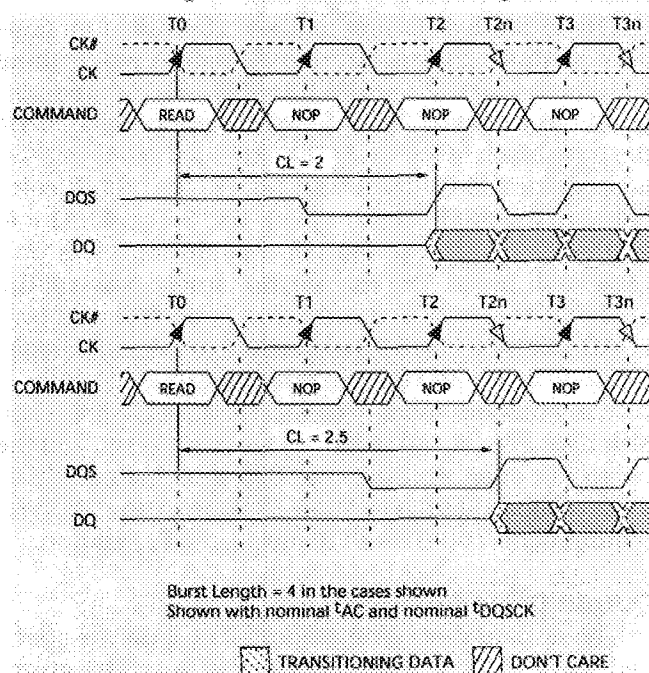 T0 T1 T2 T2n T3 T3n
CK#
CK
COMMAND READ NOP NOP NOP
CL = 2
DQS
DQ
T0 T1 T2 T2n T3 T3n
CK#
CK
COMMAND READ NOP NOP NOP
CL = 2.5
DQS
DQ
Burst Length = 4 in the cases shown
Shown with nominal tAC and nominal tDQSCK
TRANSITIONING DATA DON'T CARE